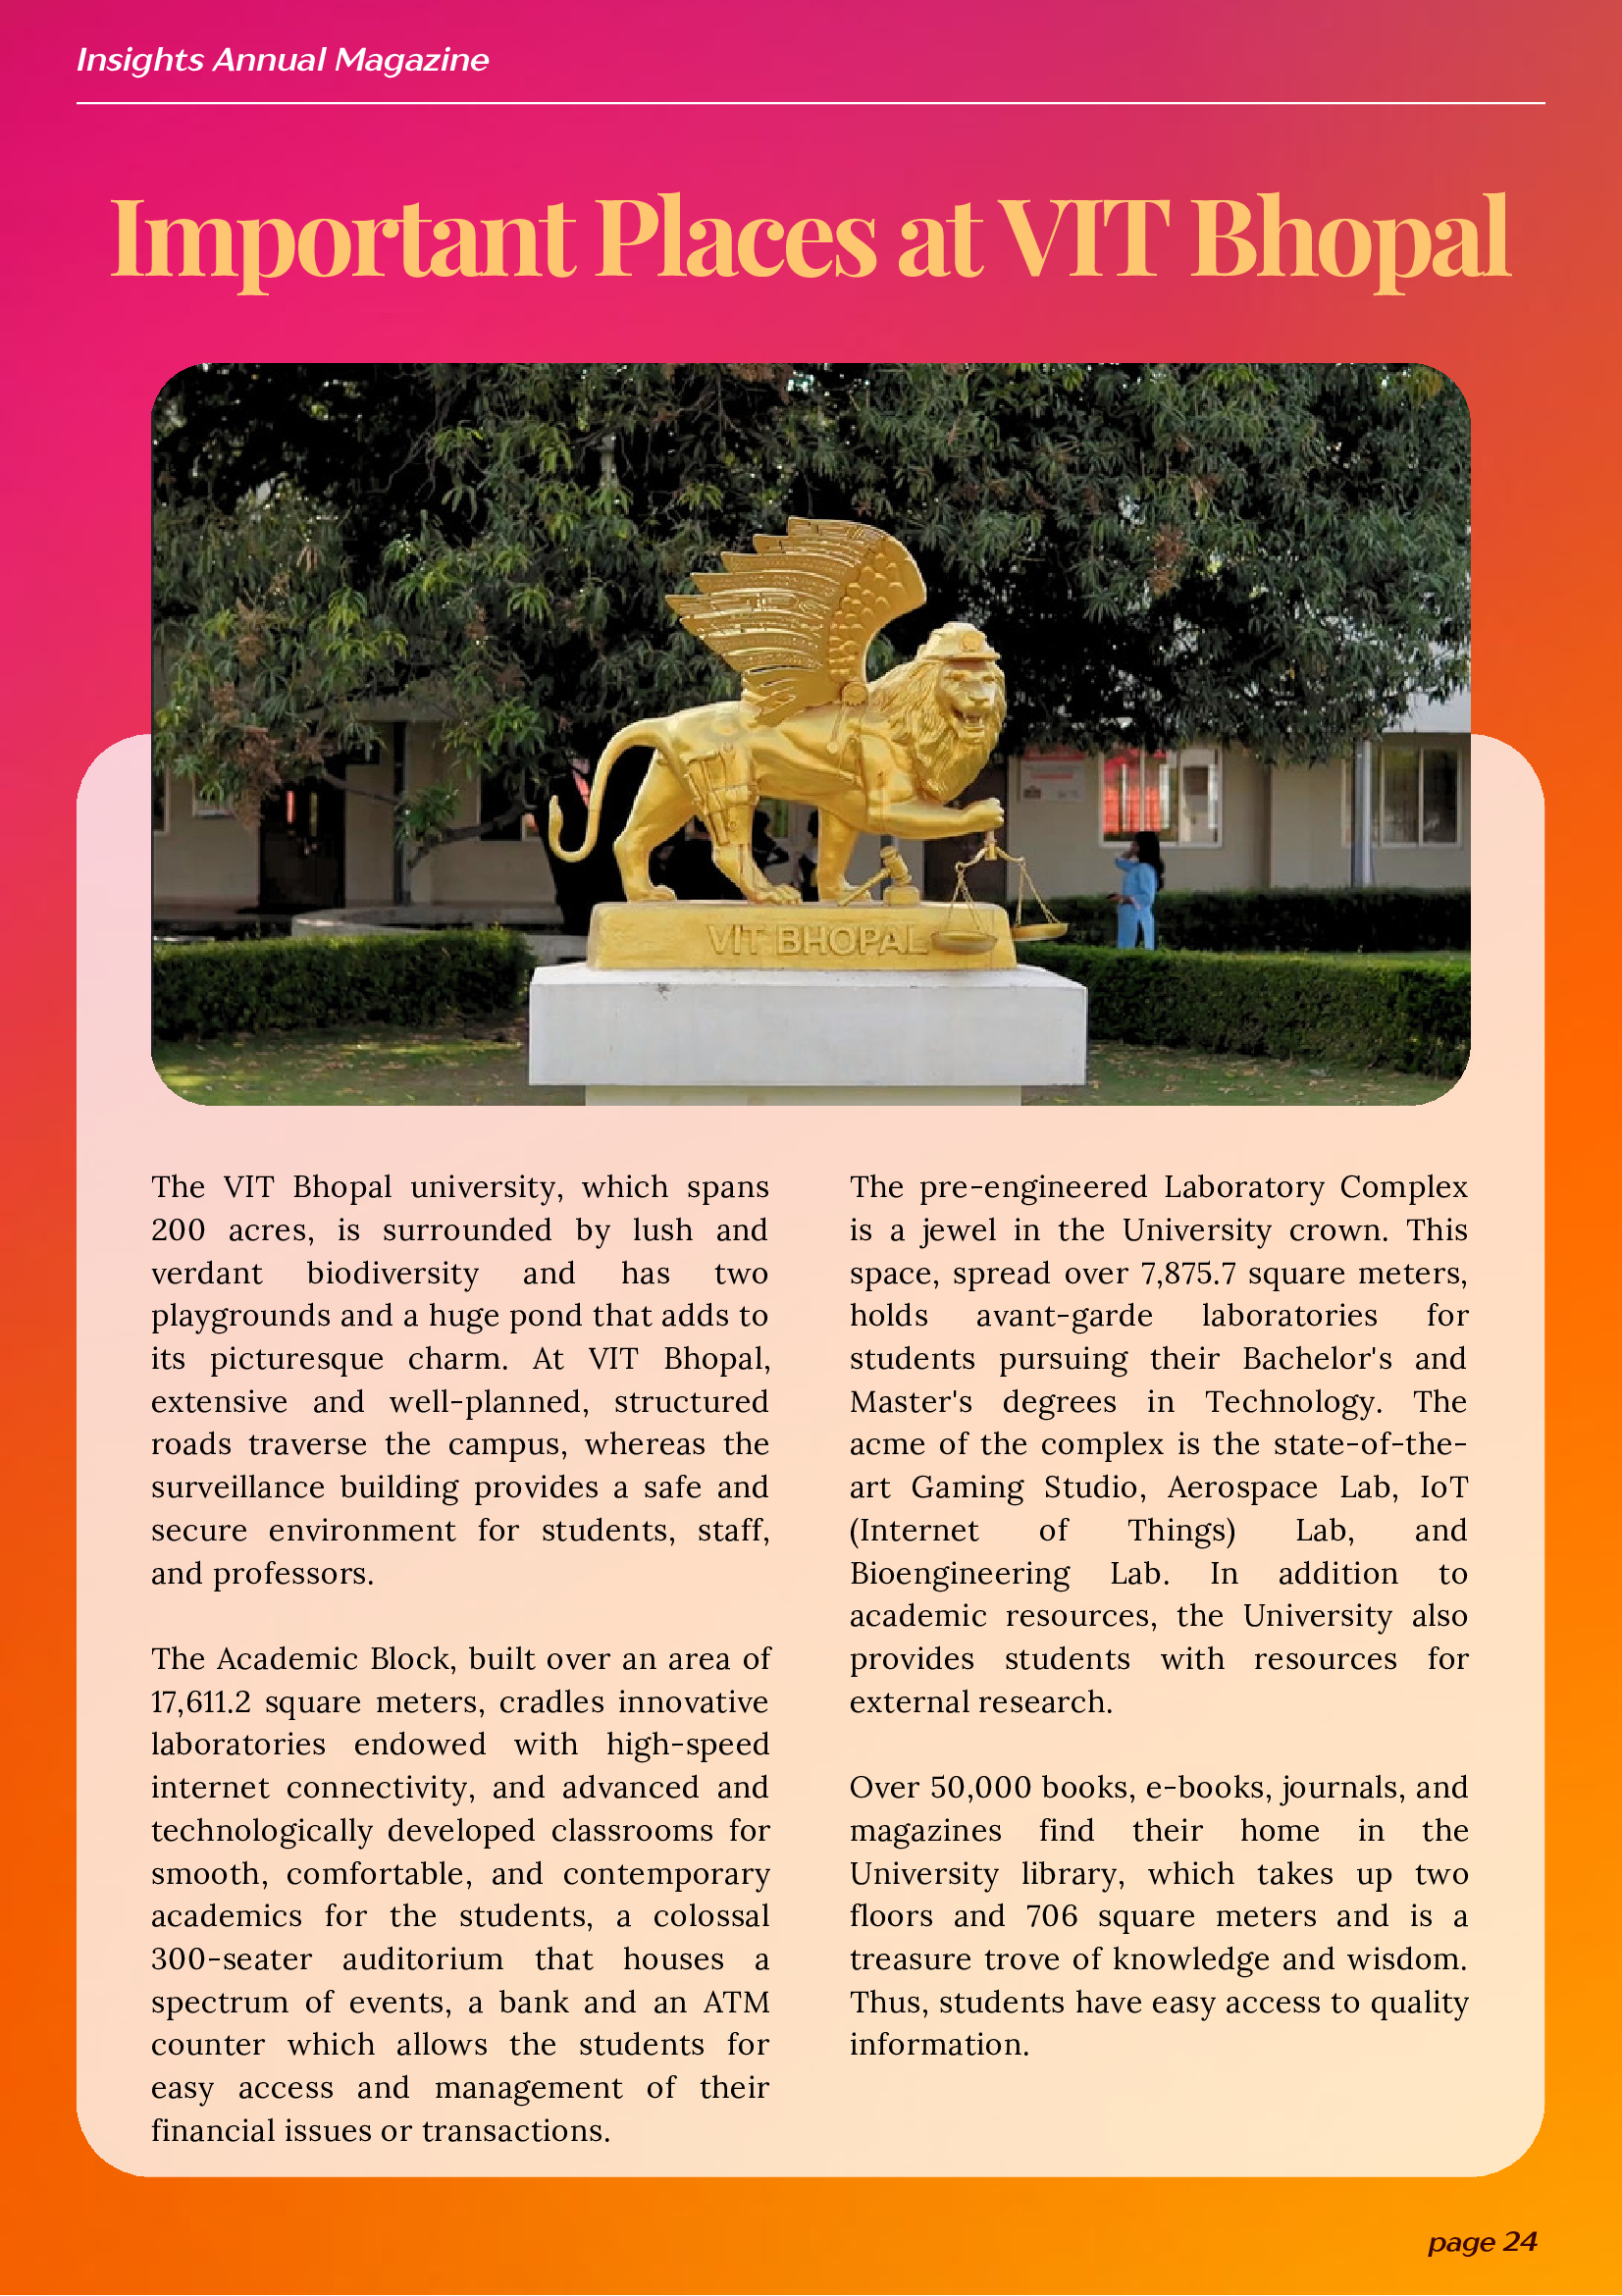 Insights Annual Magazine
Important Places at VIT Bhopal
VIT BHOPAL
The VIT Bhopal university, which spans
200 acres, is surrounded by lush and
verdant biodiversity and has two
playgrounds and a huge pond that adds to
its picturesque charm. At VIT Bhopal,
extensive and well-planned, structured
roads traverse the campus, whereas the
surveillance building provides a safe and
secure environment for students, staff,
and professors.
The Academic Block, built over an area of
17,611.2 square meters, cradles innovative
laboratories endowed with high-speed
internet connectivity, and advanced and
technologically developed classrooms for
smooth, comfortable, and contemporary
academics for the students, a colossal
300-seater auditorium that houses a
spectrum of events, a bank and an ATM
counter which allows the students for
easy access and management of their
financial issues or transactions.
The pre-engineered Laboratory Complex
is a jewel in the University crown. This
space, spread over 7,875.7 square meters,
holds avant-garde laboratories for
students pursuing their Bachelor's and
Master's degrees in Technology. The
acme of the complex is the state-of-the-
art Gaming Studio, Aerospace Lab, IoT
(Internet of Things) Lab, and
Bioengineering Lab. In addition to
academic resources, the University also
provides students with resources for
external research.
Over 50,000 books, e-books, journals, and
magazines find their home in the
University library, which takes up two
floors and 706 square meters and is a
treasure trove of knowledge and wisdom.
Thus, students have easy access to quality
information.
page 24